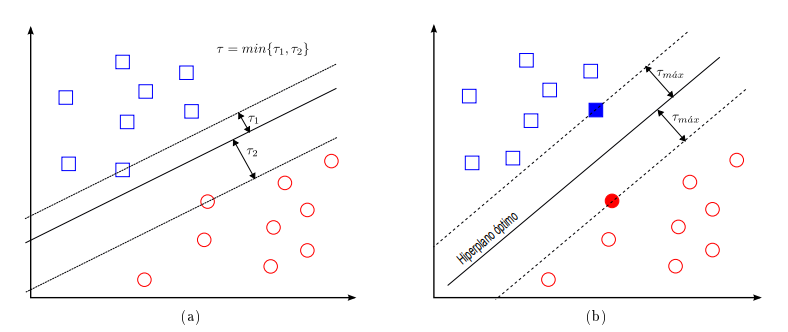 τ = min{τ₁, τ₂}
τ₁
τ₂
(a)
τₘáₓ
τₘáₓ
Hiperplano óptimo
(b)